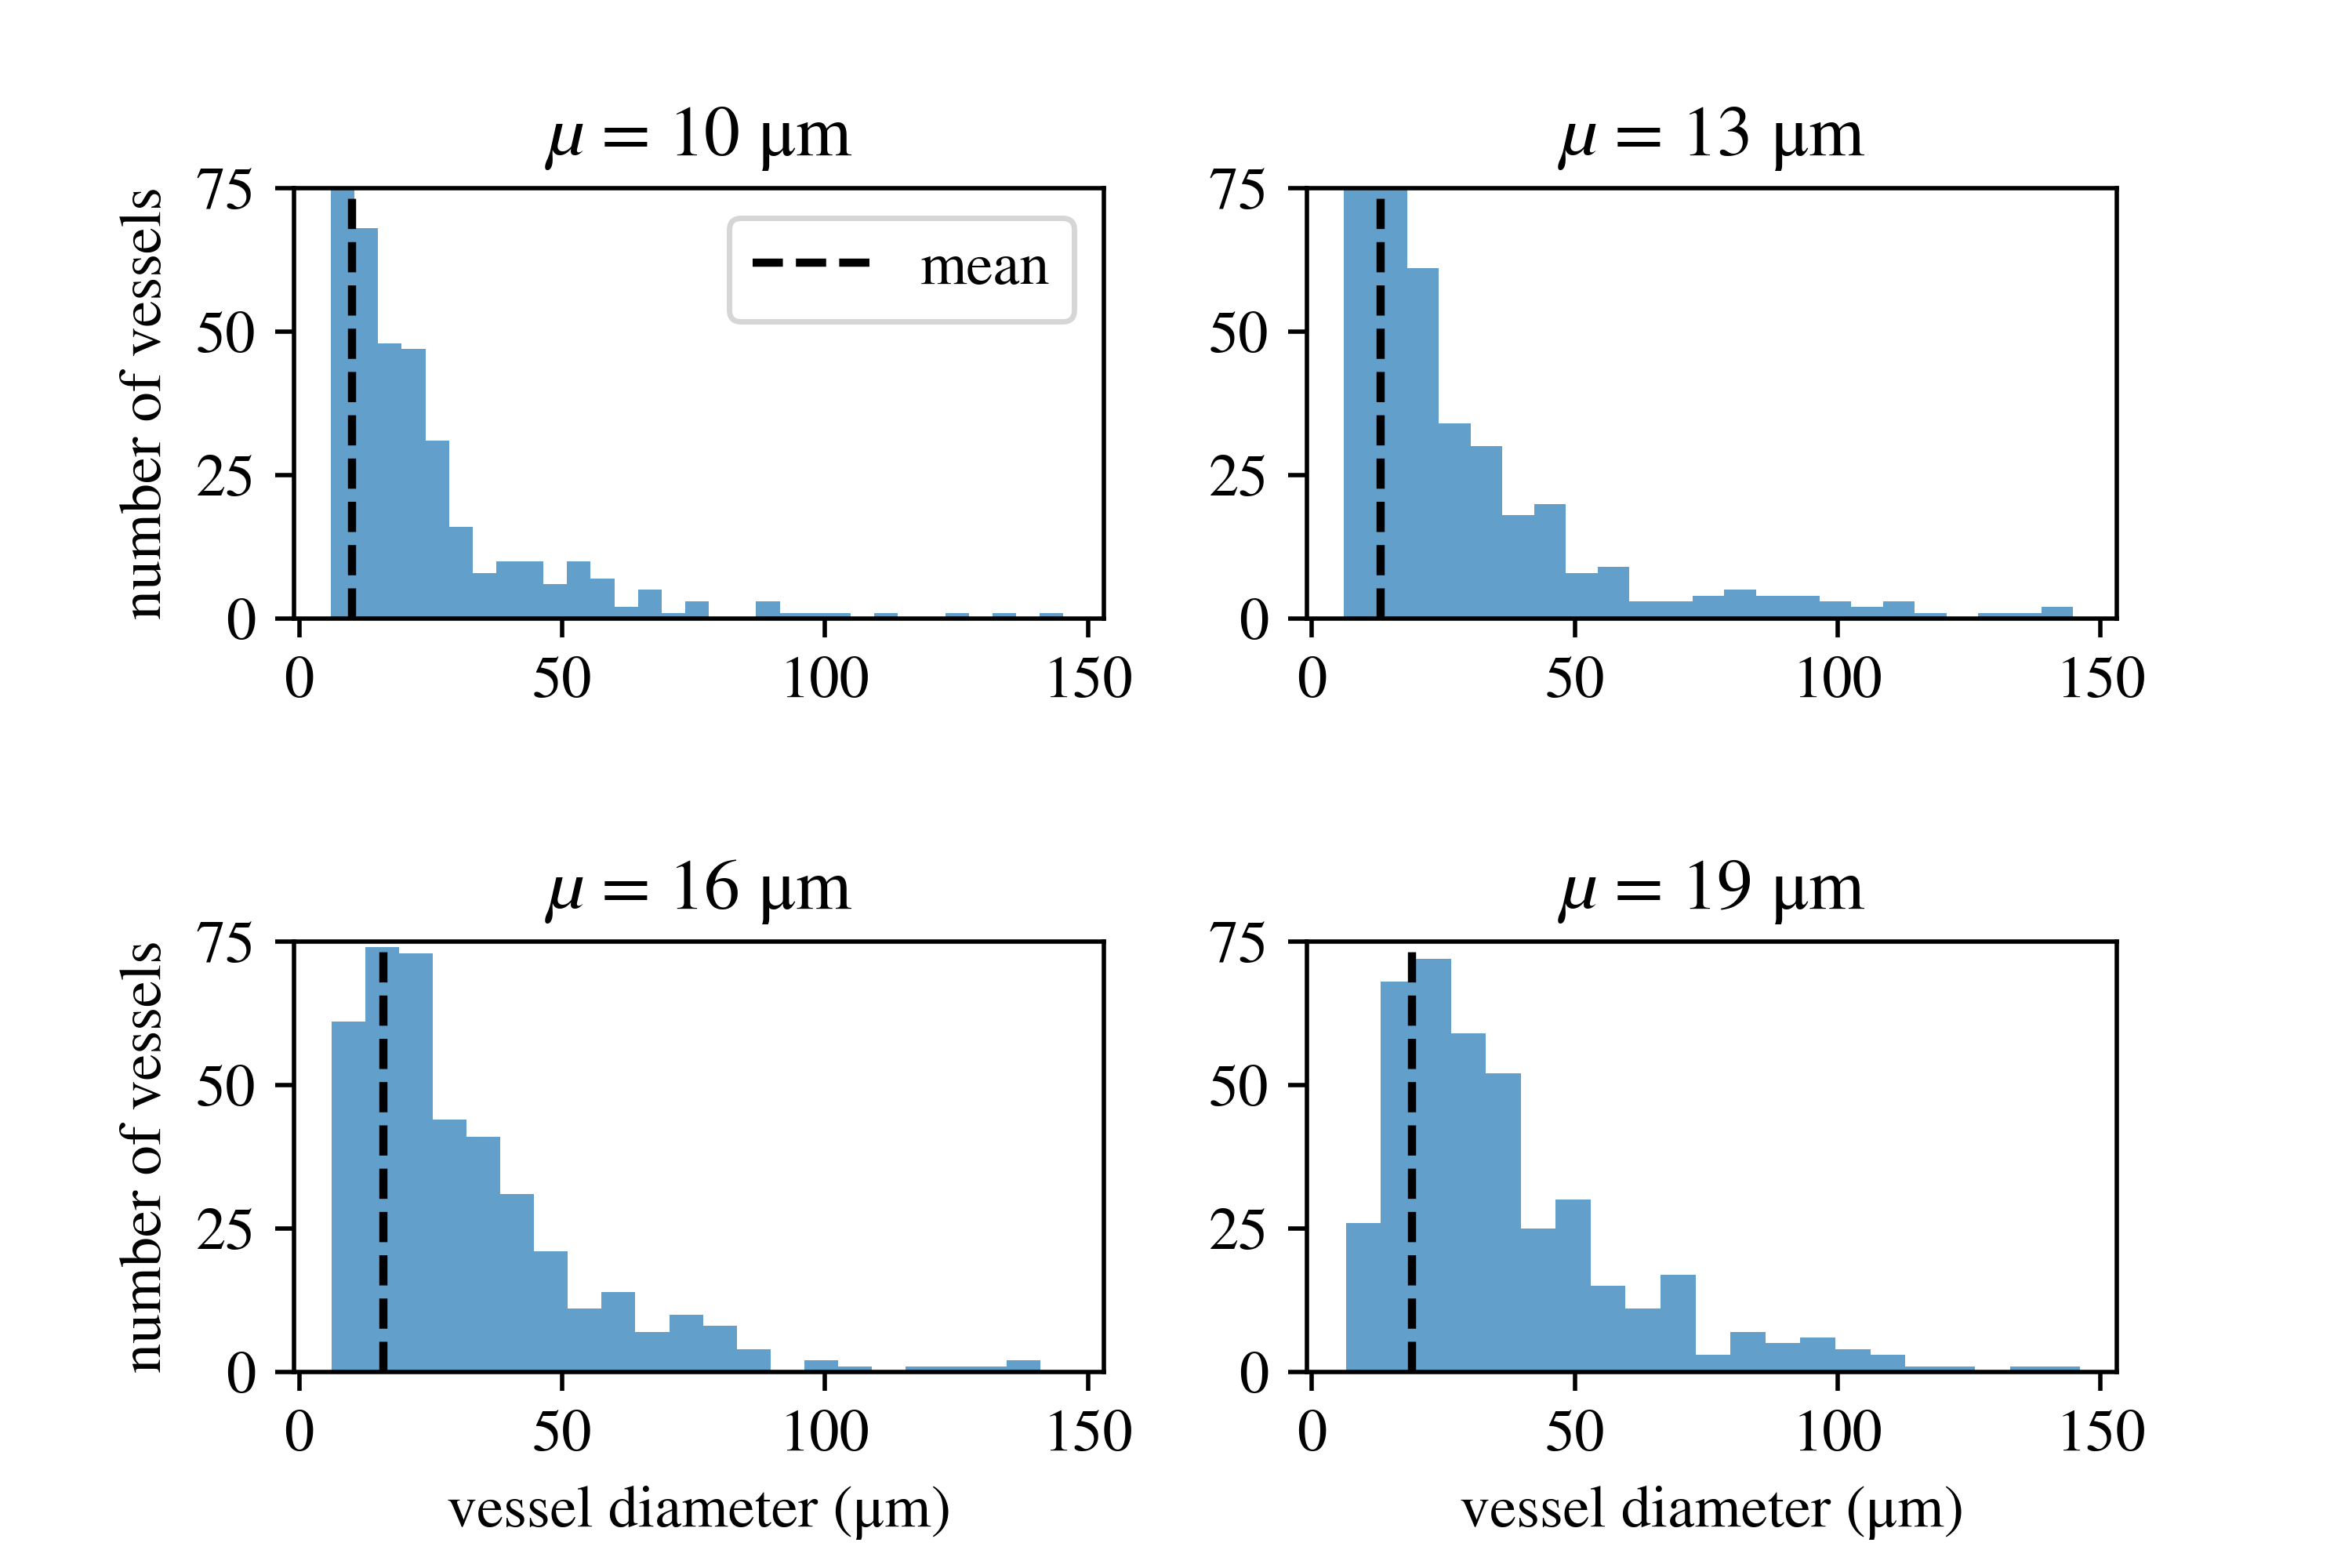 μ = 10 μm
75
50
25
0
number of vessels
mean
0 50 100 150
μ = 13 μm
75
50
25
0
0 50 100 150
μ = 16 μm
75
50
25
0
number of vessels
0 50 100 150
vessel diameter (μm)
μ = 19 μm
75
50
25
0
0 50 100 150
vessel diameter (μm)